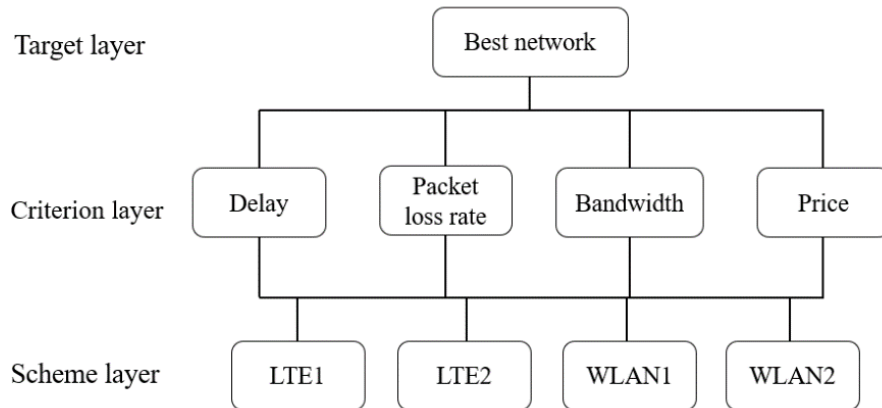 Target layer
Best network
Criterion layer
Delay
Packet
loss rate
Bandwidth
Price
Scheme layer
LTE1
LTE2
WLAN1
WLAN2